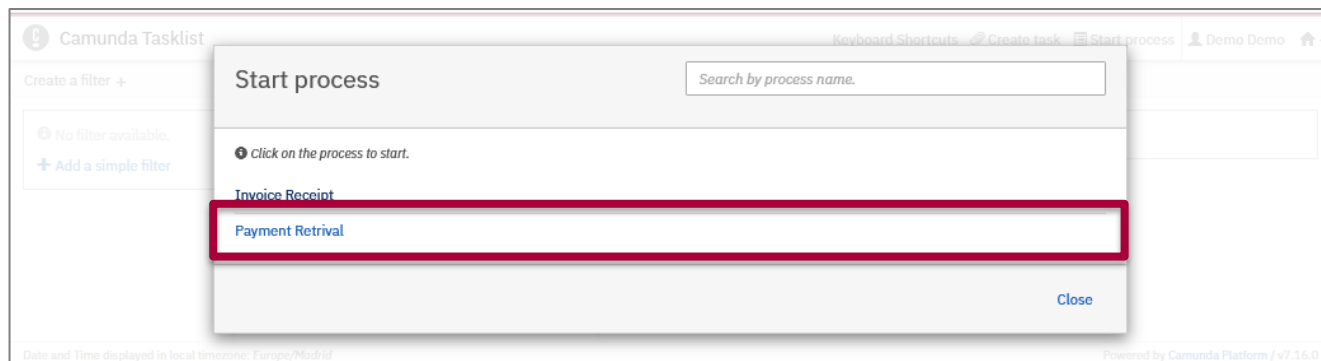 Camunda Tasklist
Keyboard Shortcuts Create task Start process Demo Demo
Create a filter +
Start process
Search by process name.
No filter available.
+ Add a simple filter
Click on the process to start.
Invoice Receipt
Payment Retrival
Close
Date and Time displayed in local timezone: Europe/Madrid
Powered by Camunda Platform / v7.16.0